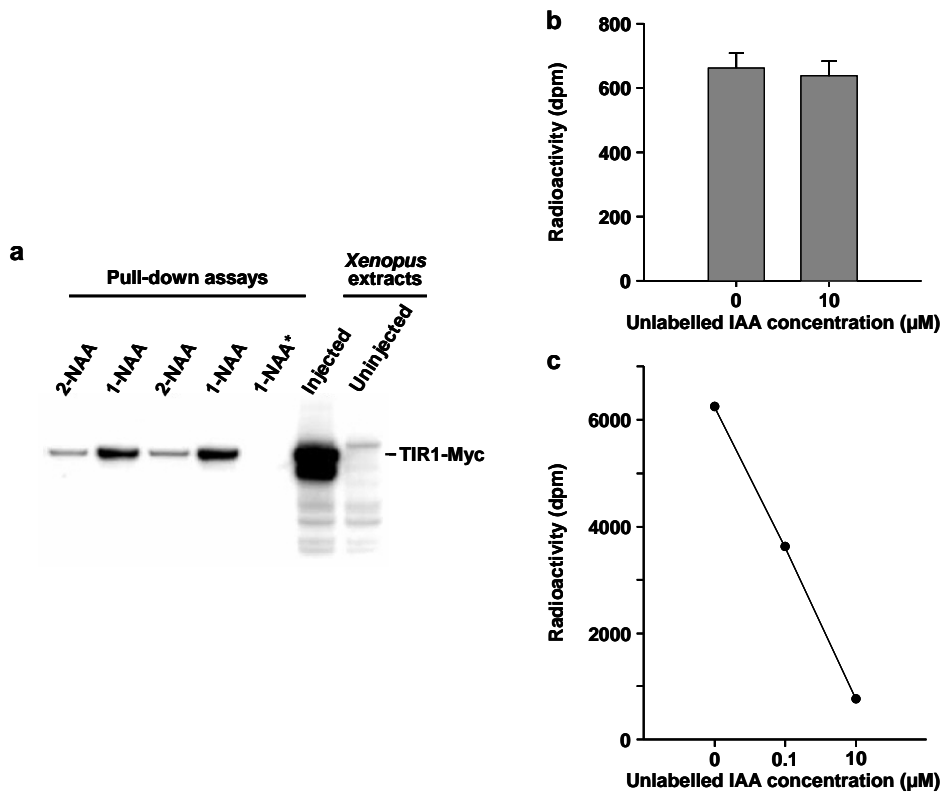 a
Pull-down assays
Xenopus
extracts
2-NAA
1-NAA
2-NAA
1-NAA
1-NAA*
Injected
Uninjected
TIR1-Myc
b
Radioactivity (dpm)
800
600
400
200
0
0 10
Unlabelled IAA concentration (µM)
c
Radioactivity (dpm)
6000
4000
2000
0
0 0.1 10
Unlabelled IAA concentration (µM)